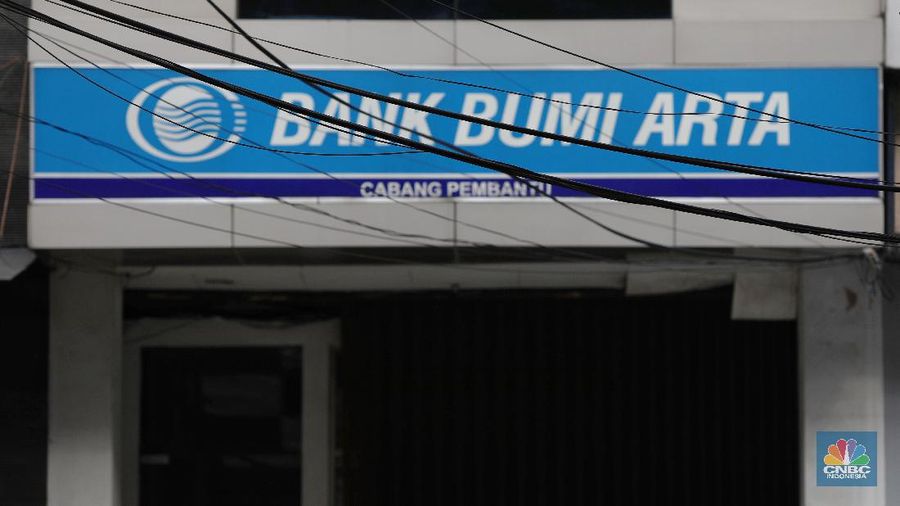 BANK BUMI ARTA
CABANG PEMBANTU
CNBC
INDONESIA